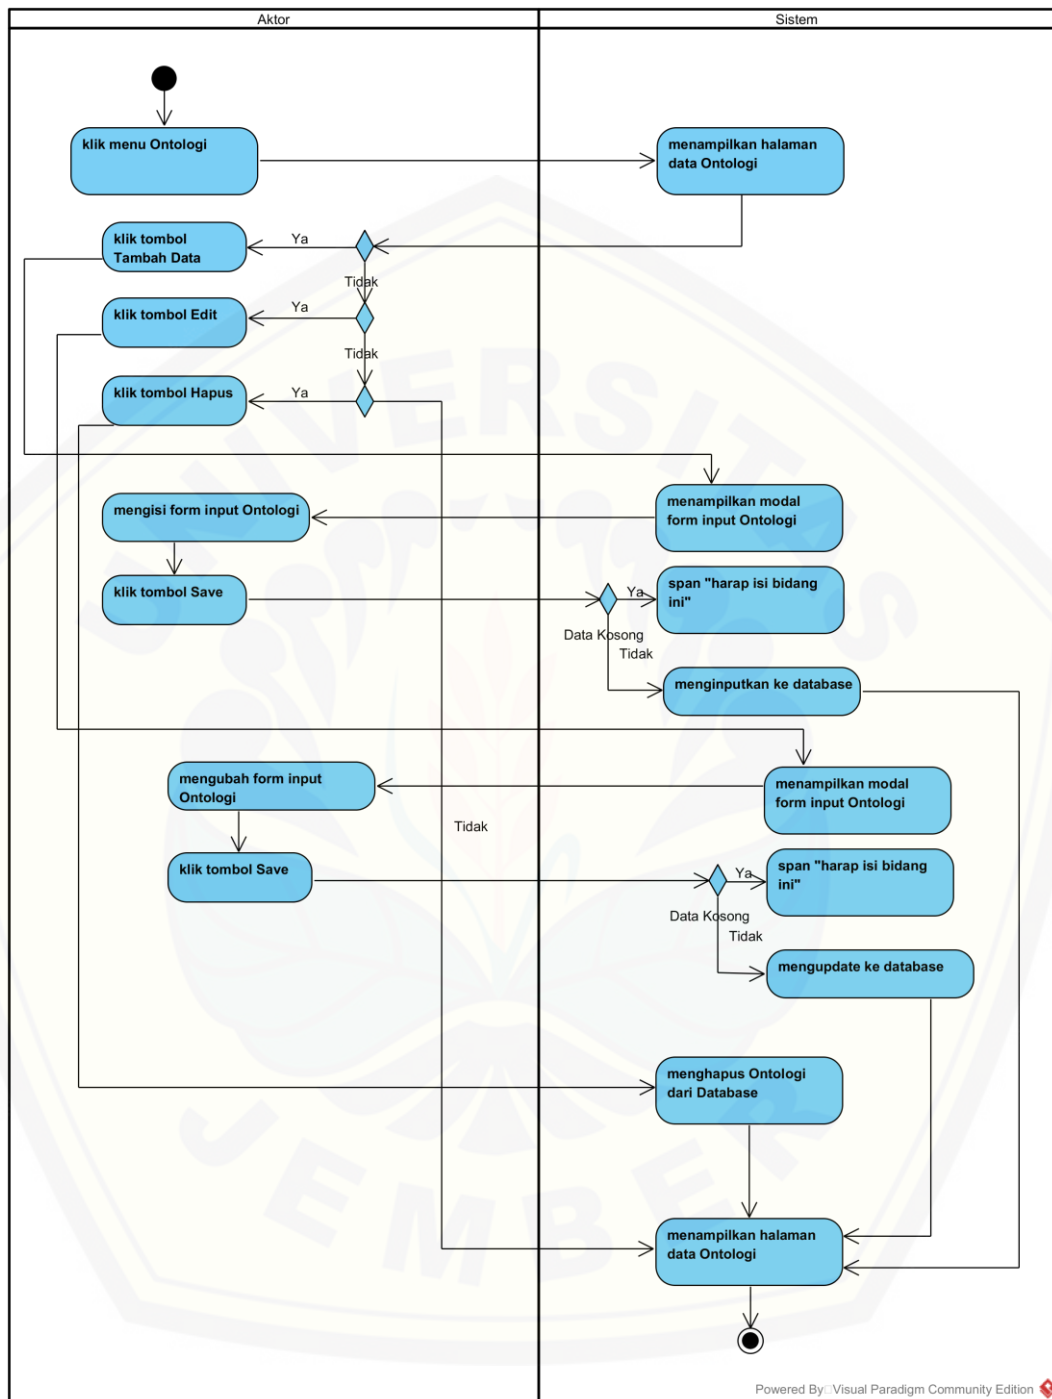 Aktor
Sistem
klik menu Ontologi
menampilkan halaman
data Ontologi
klik tombol
Tambah Data
Ya
Tidak
klik tombol Edit
Ya
Tidak
klik tombol Hapus
Ya
mengisi form input Ontologi
menampilkan modal
form input Ontologi
klik tombol Save
Ya
span "harap isi bidang
ini"
Data Kosong
Tidak
menginputkan ke database
mengubah form input
Ontologi
menampilkan modal
form input Ontologi
Tidak
klik tombol Save
Ya
span "harap isi bidang
ini"
Data Kosong
Tidak
mengupdate ke database
menghapus Ontologi
dari Database
menampilkan halaman
data Ontologi
UNIVERSITAS
JEMBER
Powered By Visual Paradigm Community Edition